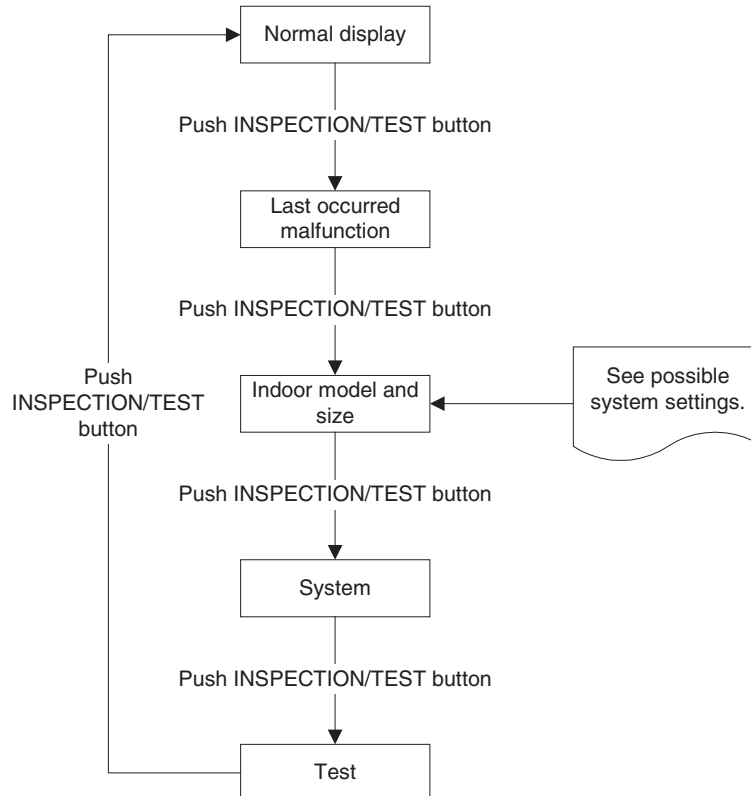 Normal display
Push INSPECTION/TEST button
Last occurred
malfunction
Push INSPECTION/TEST button
Push
INSPECTION/TEST
button
Indoor model and
size
See possible
system settings.
Push INSPECTION/TEST button
System
Push INSPECTION/TEST button
Test